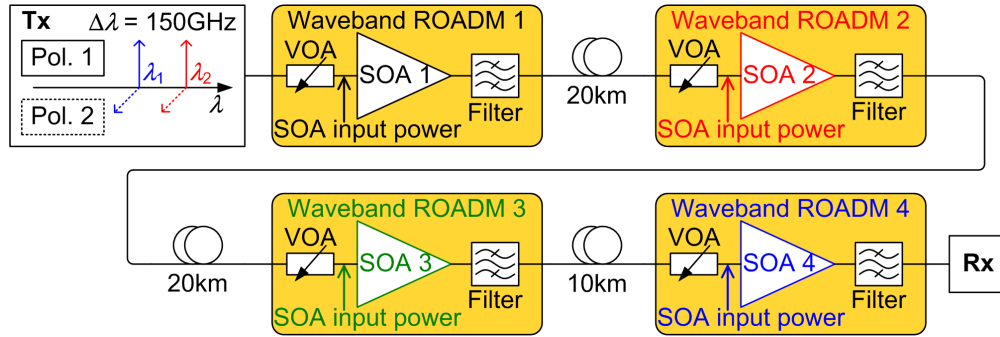 Tx Δλ = 150GHz
Pol. 1
λ1
λ2
λ
Pol. 2
Waveband ROADM 1
VOA
SOA 1
Filter
SOA input power
20km
Waveband ROADM 2
VOA
SOA 2
Filter
SOA input power
20km
Waveband ROADM 3
VOA
SOA 3
Filter
SOA input power
10km
Waveband ROADM 4
VOA
SOA 4
Filter
SOA input power
Rx